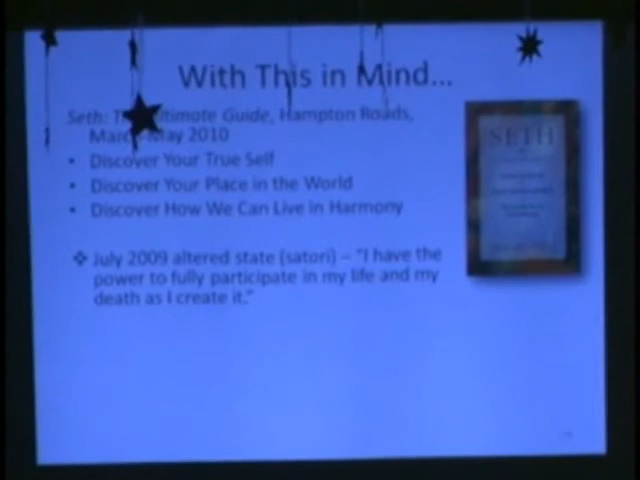 With This in Mind...
Seth: Ultimate Guide, Hampton Roads,
May 2010
• Discover Your True Self
• Discover Your Place in the World
• Discover How We Can Live in Harmony
❖ July 2009 altered state (satori) – "I have the
power to fully participate in my life and my
death as I create it."
SETH